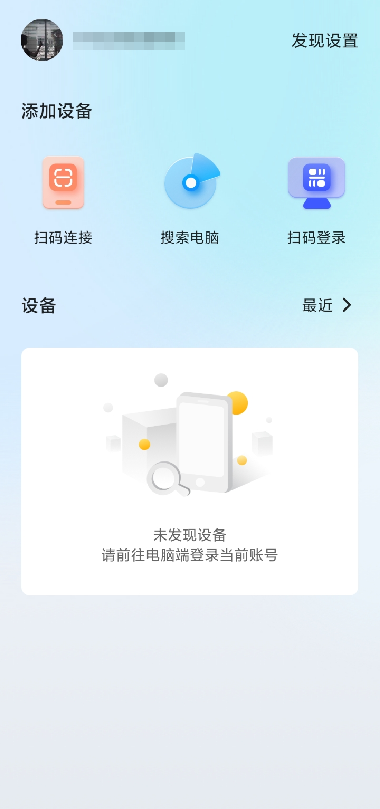 发现设置
添加设备
扫码连接
搜索电脑
扫码登录
设备
最近
未发现设备
请前往电脑端登录当前账号